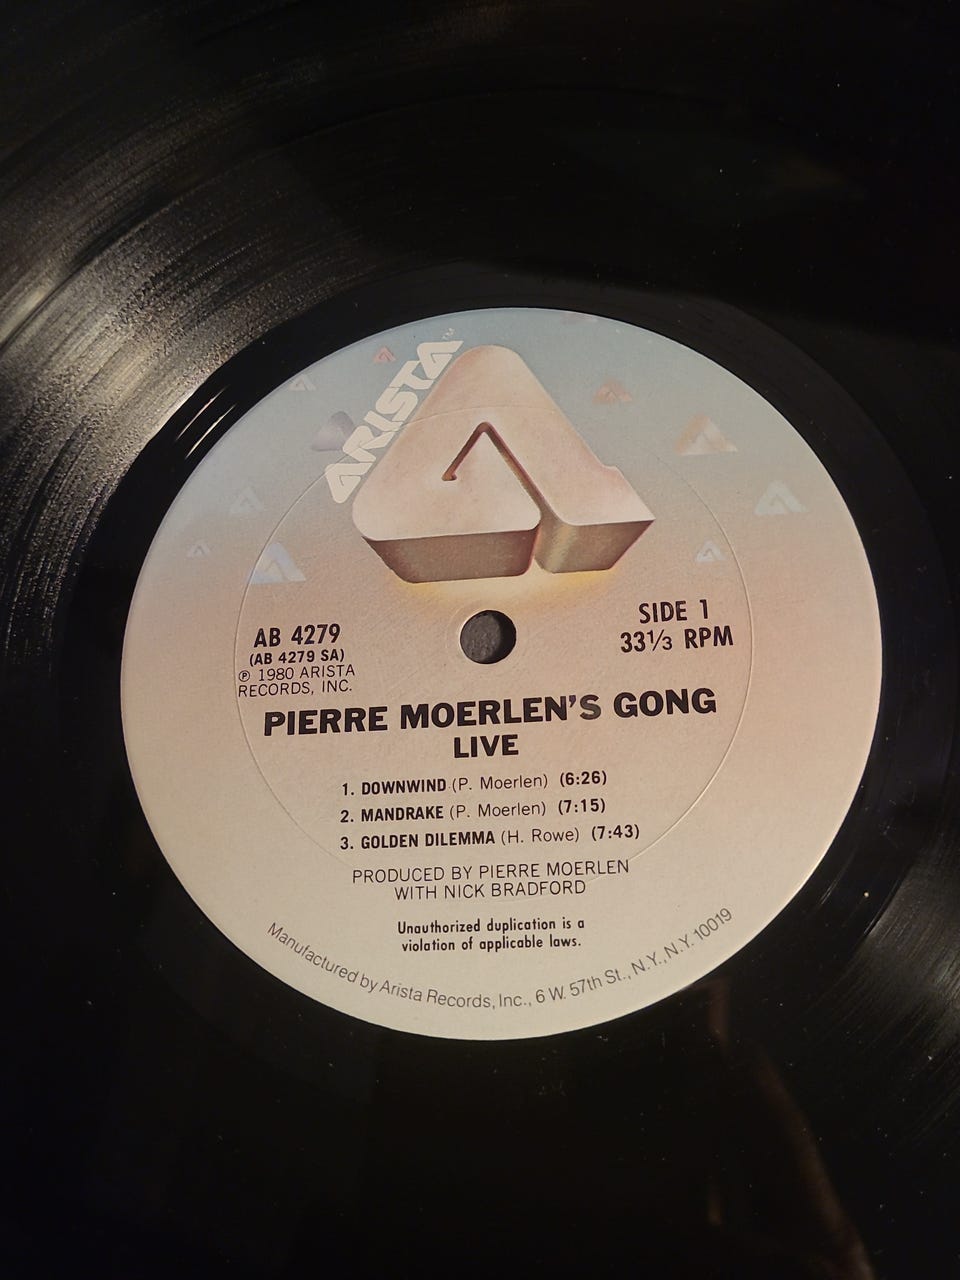 ARISTA™
AB 4279
(AB 4279 SA)
℗ 1980 ARISTA
RECORDS, INC.
SIDE 1
33⅓ RPM
PIERRE MOERLEN'S GONG
LIVE
1. DOWNWIND (P. Moerlen) (6:26)
2. MANDRAKE (P. Moerlen) (7:15)
3. GOLDEN DILEMMA (H. Rowe) (7:43)
PRODUCED BY PIERRE MOERLEN
WITH NICK BRADFORD
Unauthorized duplication is a
violation of applicable laws.
Manufactured by Arista Records, Inc., 6 W. 57th St., N.Y., N.Y. 10019